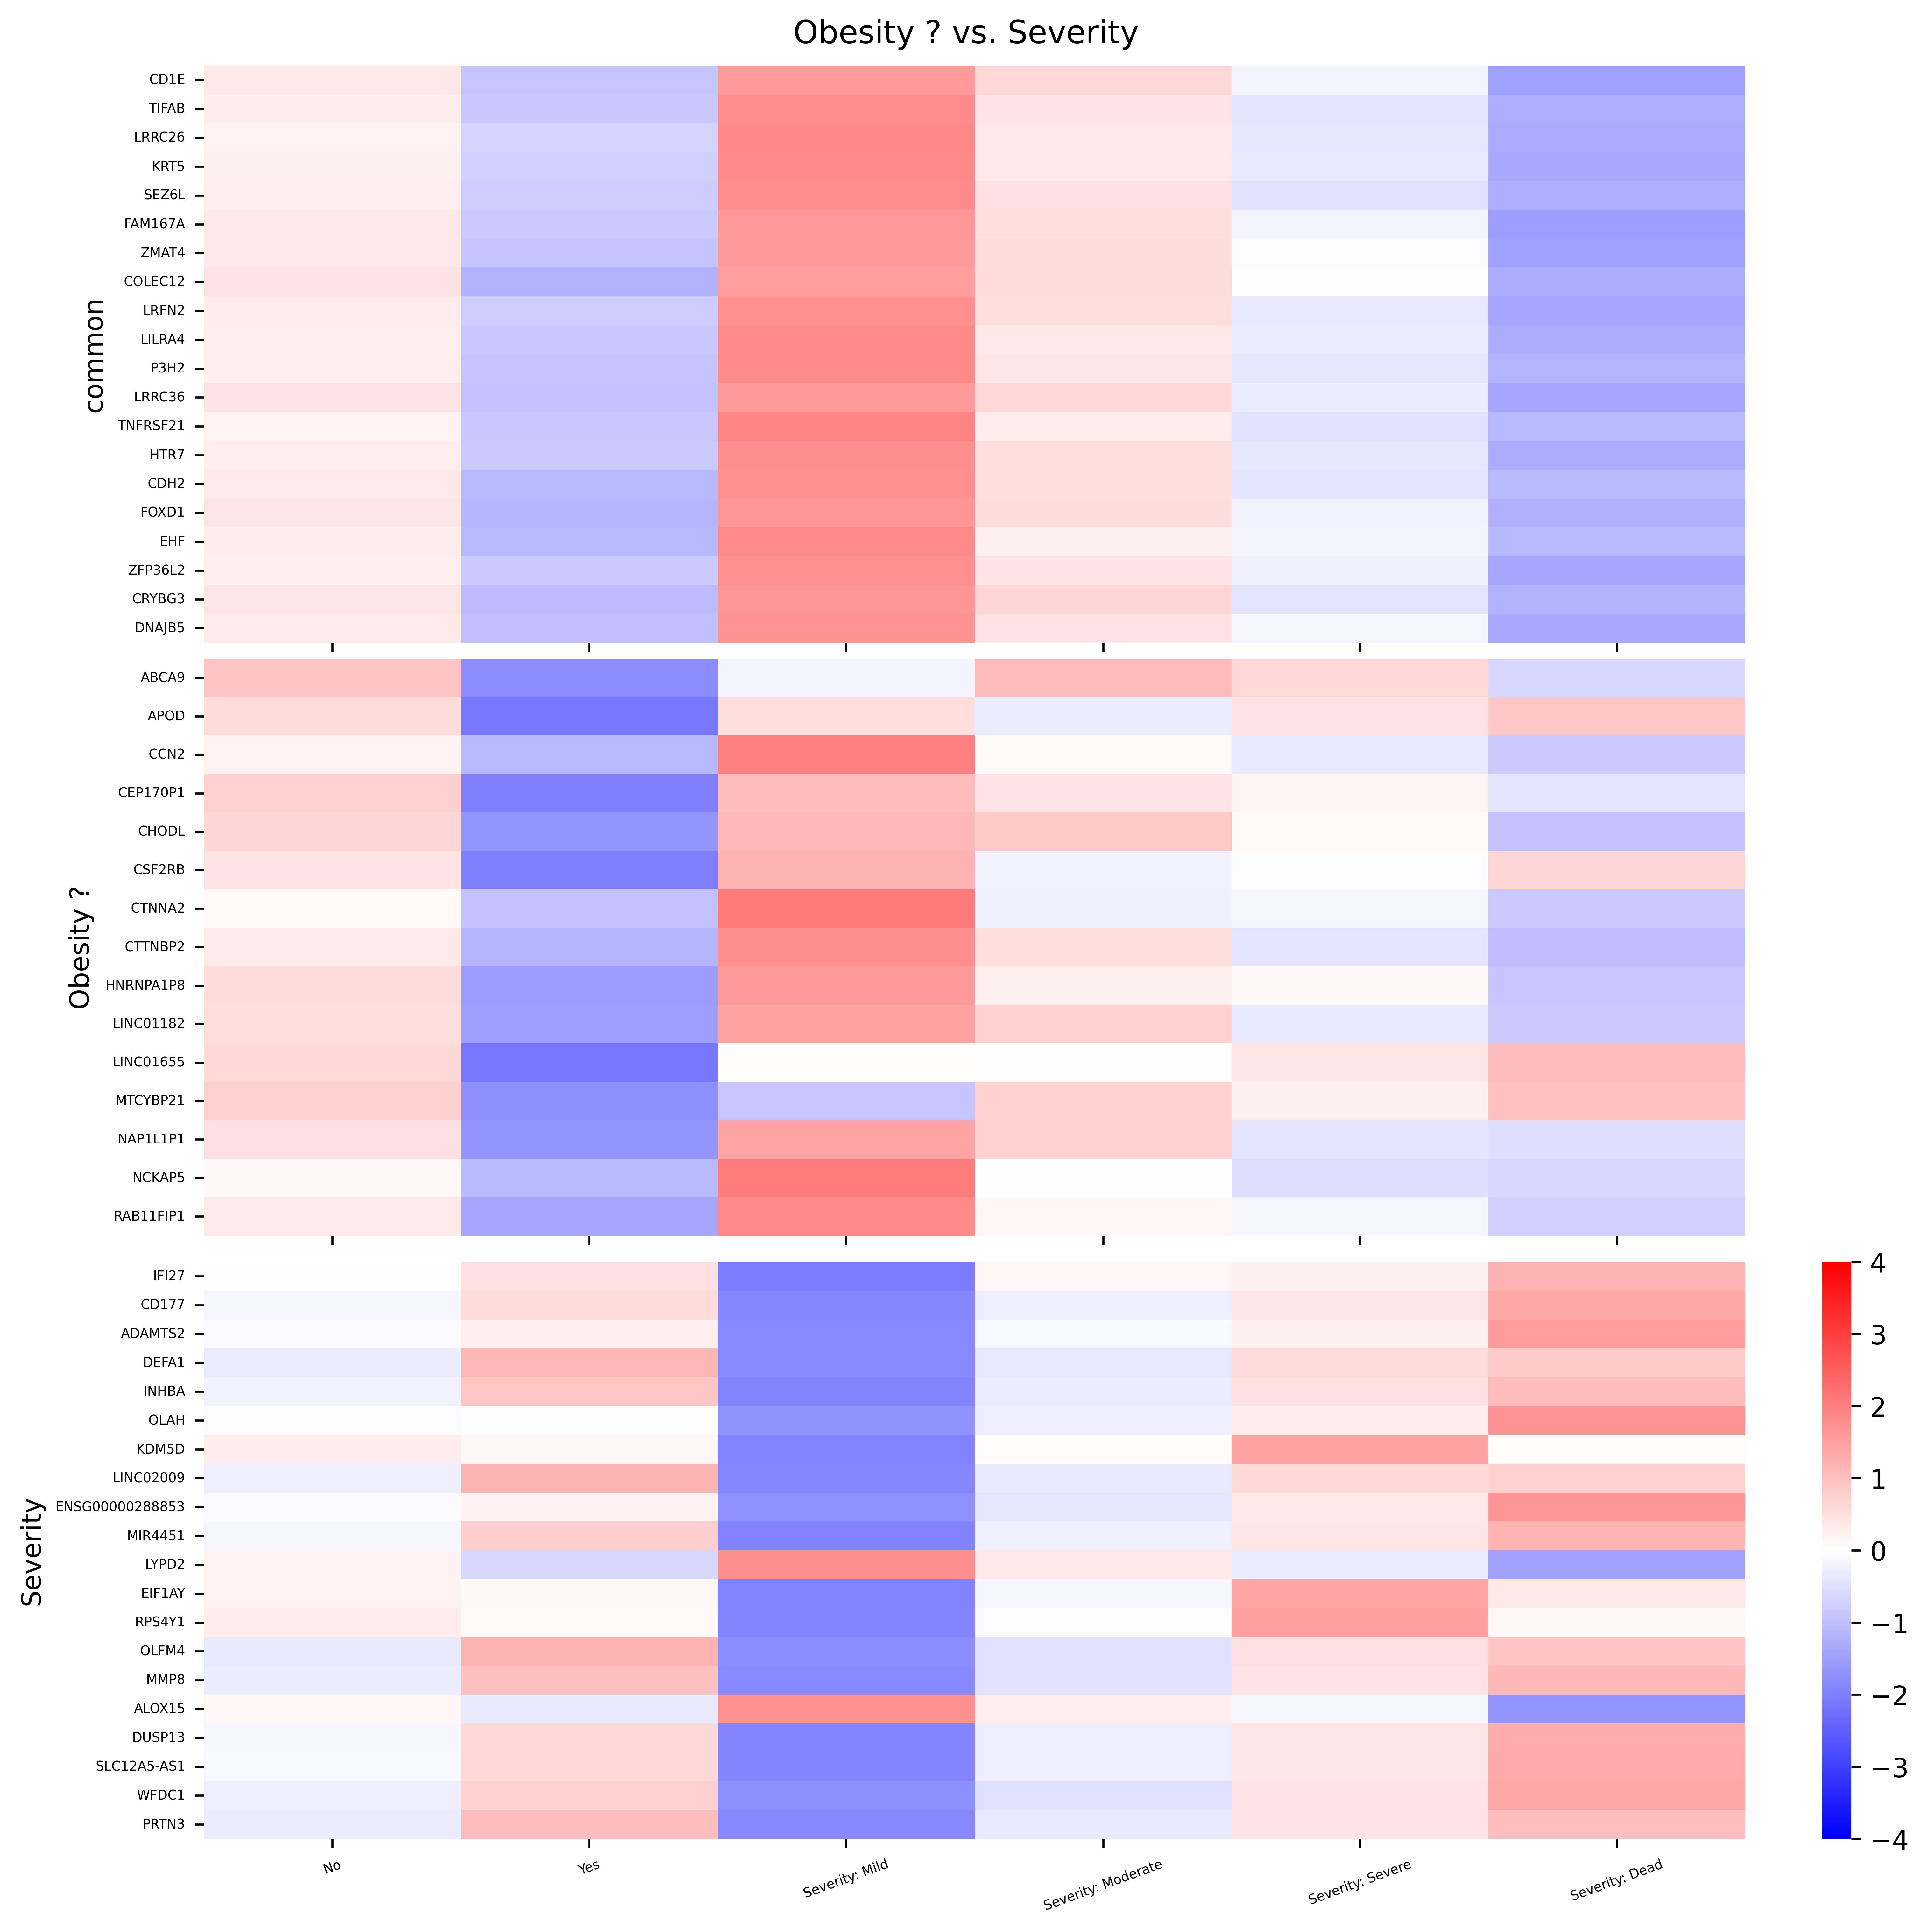 Obesity ? vs. Severity
common
CD1E
TIFAB
LRRC26
KRT5
SEZ6L
FAM167A
ZMAT4
COLEC12
LRFN2
LILRA4
P3H2
LRRC36
TNFRSF21
HTR7
CDH2
FOXD1
EHF
ZFP36L2
CRYBG3
DNAJB5
Obesity ?
ABCA9
APOD
CCN2
CEP170P1
CHODL
CSF2RB
CTNNA2
CTTNBP2
HNRNPA1P8
LINC01182
LINC01655
MTCYBP21
NAP1L1P1
NCKAP5
RAB11FIP1
Severity
IFI27
CD177
ADAMTS2
DEFA1
INHBA
OLAH
KDM5D
LINC02009
ENSG00000288853
MIR4451
LYPD2
EIF1AY
RPS4Y1
OLFM4
MMP8
ALOX15
DUSP13
SLC12A5-AS1
WFDC1
PRTN3
No
Yes
Severity: Mild
Severity: Moderate
Severity: Severe
Severity: Dead
4
3
2
1
0
−1
−2
−3
−4